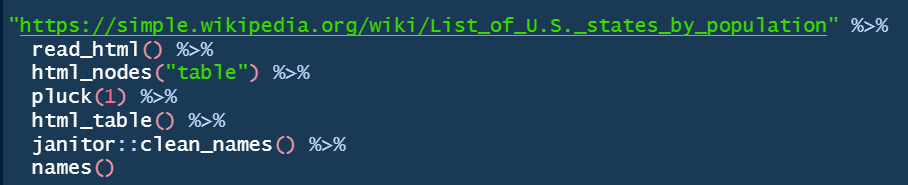 "https://simple.wikipedia.org/wiki/List_of_U.S._states_by_population" %>%
  read_html() %>%
  html_nodes("table") %>%
  pluck(1) %>%
  html_table() %>%
  janitor::clean_names() %>%
  names()